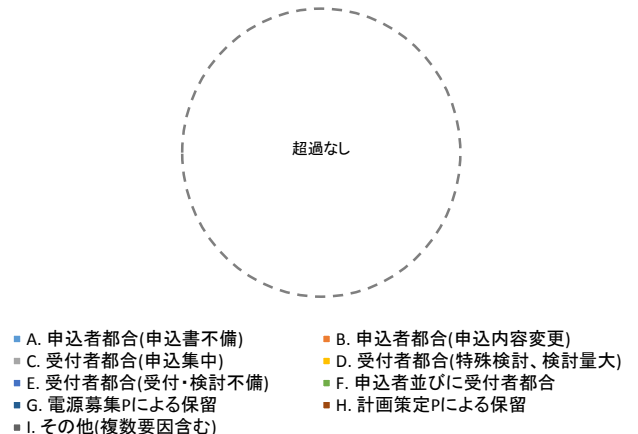 超過なし
A. 申込者都合(申込書不備)
B. 申込者都合(申込内容変更)
C. 受付者都合(申込集中)
D. 受付者都合(特殊検討、検討量大)
E. 受付者都合(受付・検討不備)
F. 申込者並びに受付者都合
G. 電源募集Pによる保留
H. 計画策定Pによる保留
I. その他(複数要因含む)